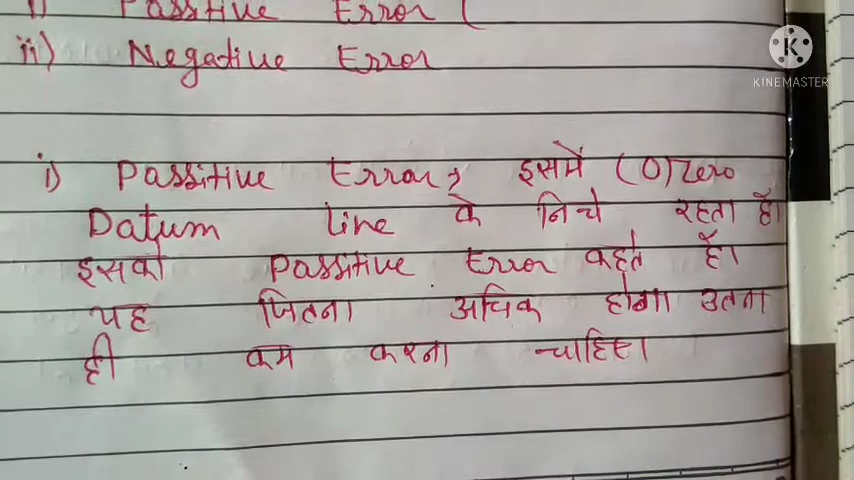 i) Passitive Error (
ii) Negative Error
K
KINEMASTER
i) Passitive Error, इसमें (0) Zero
Datum line के निचे रहता है।
इसको Passitive Error कहते है।
यह जितना अधिक होगा उतना
ही कम करना चाहिए।